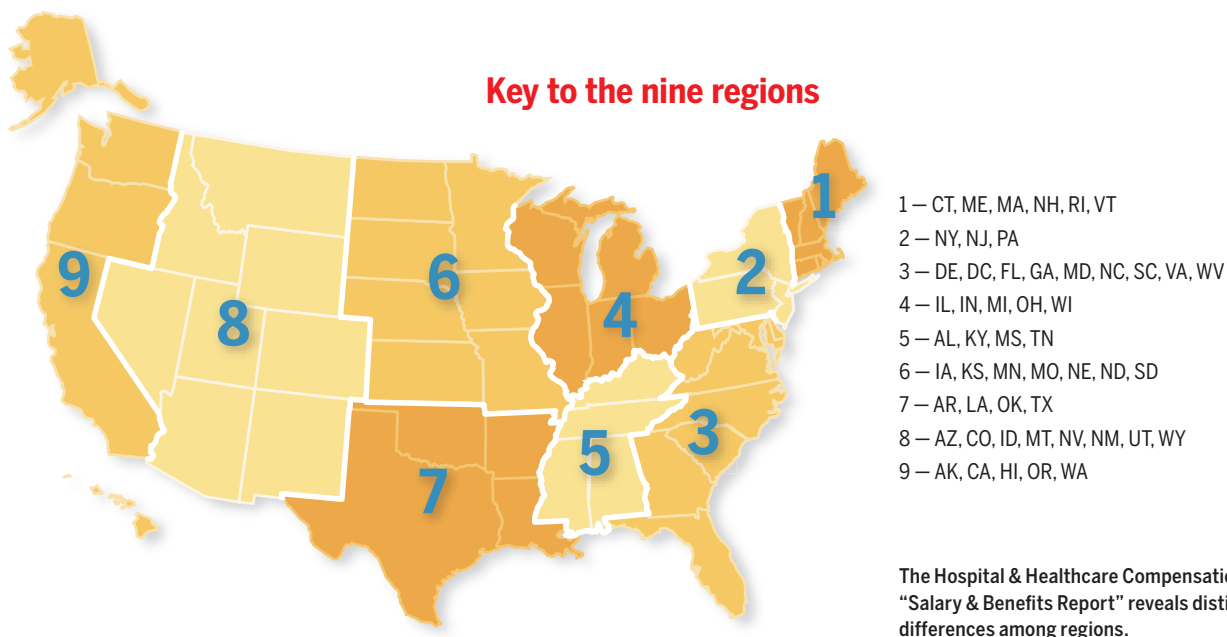 Key to the nine regions
1
2
3
4
5
6
7
8
9
1 — CT, ME, MA, NH, RI, VT
2 — NY, NJ, PA
3 — DE, DC, FL, GA, MD, NC, SC, VA, WV
4 — IL, IN, MI, OH, WI
5 — AL, KY, MS, TN
6 — IA, KS, MN, MO, NE, ND, SD
7 — AR, LA, OK, TX
8 — AZ, CO, ID, MT, NV, NM, UT, WY
9 — AK, CA, HI, OR, WA
The Hospital & Healthcare
“Salary & Benefits Report” reveals
differences among regions.